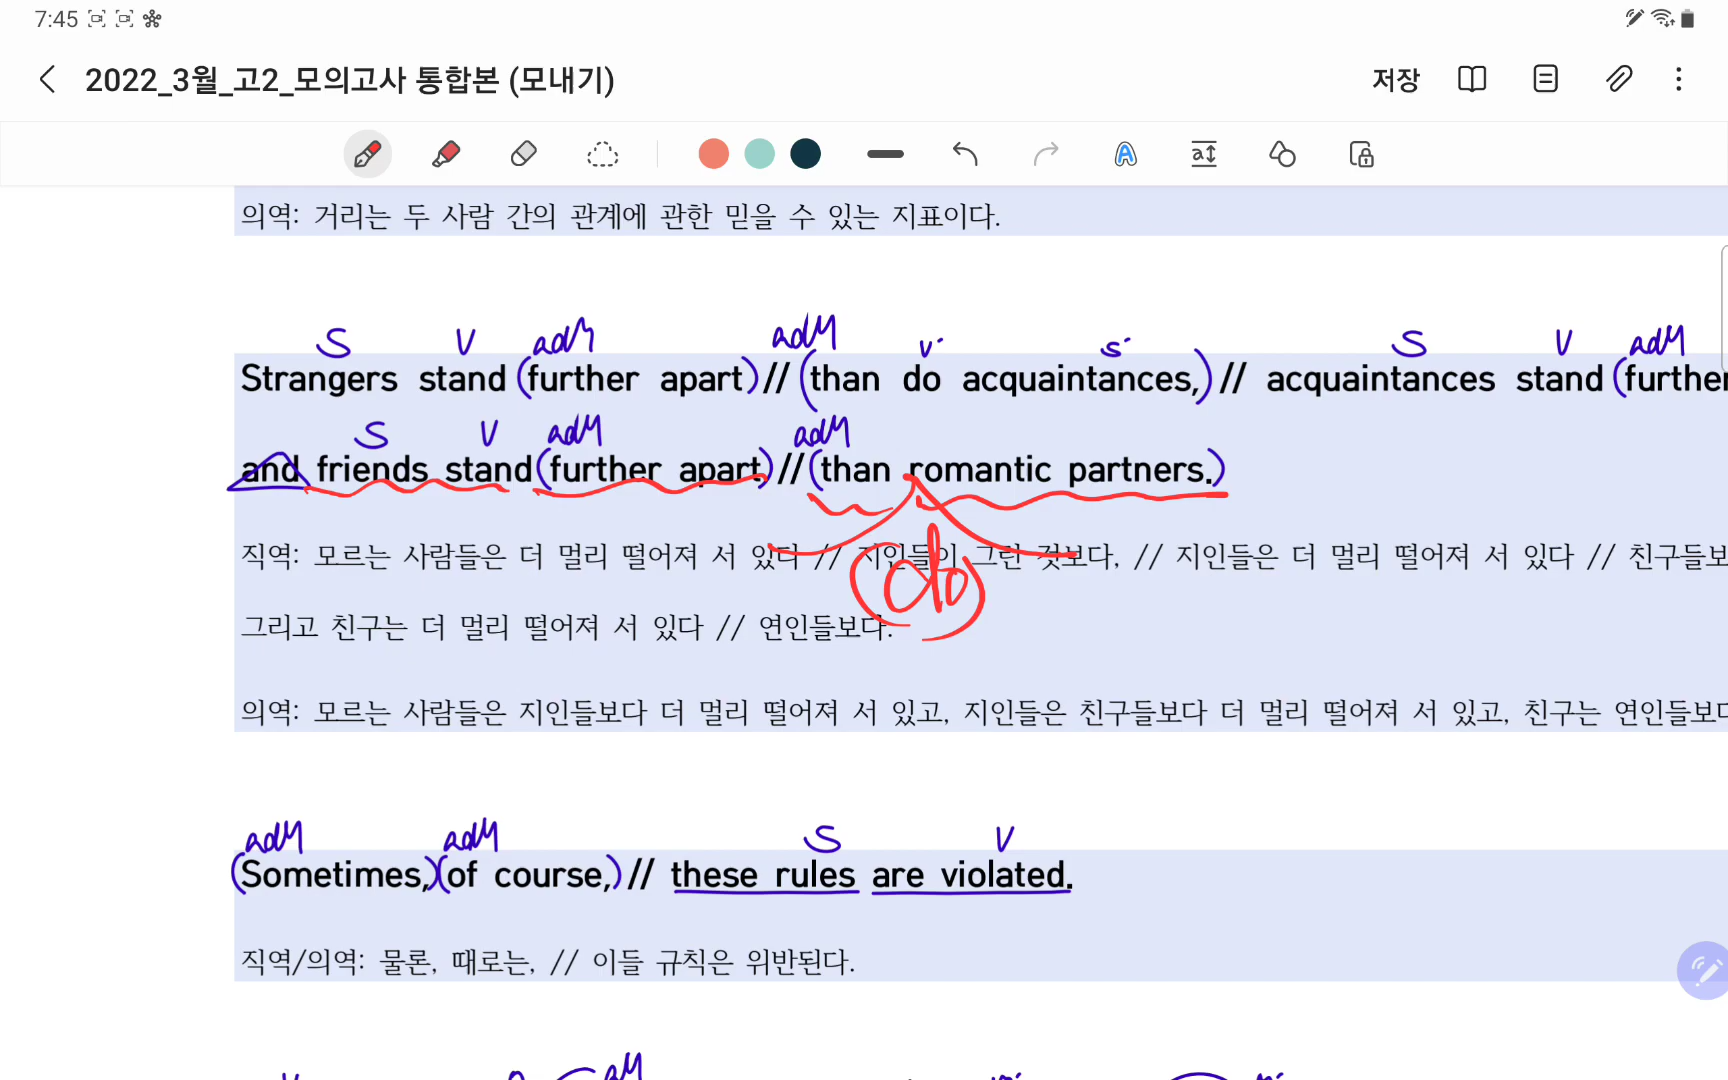 7:45
2022_3월_고2_모의고사 통합본 (모내기)
저장
의역: 거리는 두 사람 간의 관계에 관한 믿을 수 있는 지표이다.
S V adM adM v' s' S V adM
Strangers stand (further apart) // (than do acquaintances,) // acquaintances stand (further
S V adM adM
and friends stand (further apart) // (than romantic partners.)
(do)
직역: 모르는 사람들은 더 멀리 떨어져 서 있다 // 지인들이 그런 것보다, // 지인들은 더 멀리 떨어져 서 있다 // 친구들보
그리고 친구는 더 멀리 떨어져 서 있다 // 연인들보다.
의역: 모르는 사람들은 지인들보다 더 멀리 떨어져 서 있고, 지인들은 친구들보다 더 멀리 떨어져 서 있고, 친구는 연인들보다
adM adM S V
(Sometimes,) (of course,) // these rules are violated.
직역/의역: 물론, 때로는, // 이들 규칙은 위반된다.